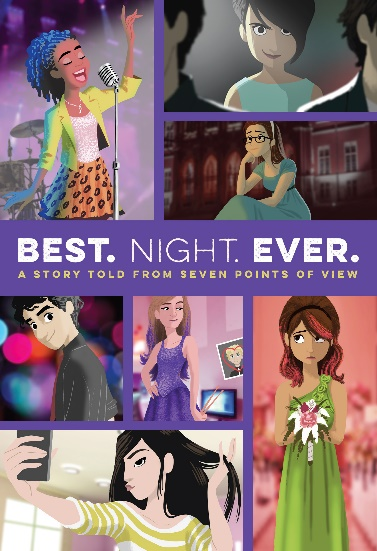 BEST. NIGHT. EVER.
A STORY TOLD FROM SEVEN POINTS OF VIEW